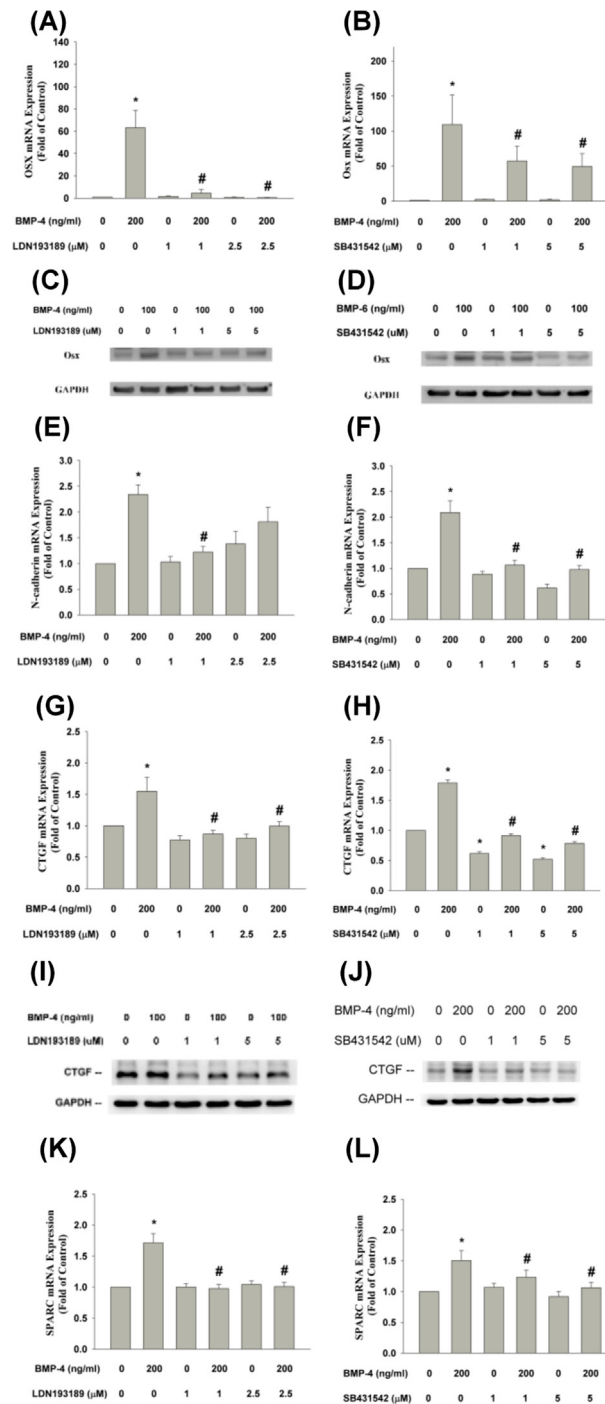 (A)
OSX mRNA Expression
(Fold of Control)
140
120
100
80
60
40
20
0
*
#
#
BMP-4 (ng/ml) 0 200 0 200 0 200
LDN193189 (μM) 0 0 1 1 2.5 2.5
(B)
Osx mRNA Expression
(Fold of Control)
200
150
100
50
0
*
#
#
BMP-4 (ng/ml) 0 200 0 200 0 200
SB431542 (μM) 0 0 1 1 5 5
(C)
BMP-4 (ng/ml) 0 100 0 100 0 100
LDN193189 (uM) 0 0 1 1 5 5
Osx
GAPDH
(D)
BMP-6 (ng/ml) 0 100 0 100 0 100
SB431542 (uM) 0 0 1 1 5 5
Osx
GAPDH
(E)
N-cadherin mRNA Expression
(Fold of Control)
3.0
2.5
2.0
1.5
1.0
0.5
0.0
*
#
BMP-4 (ng/ml) 0 200 0 200 0 200
LDN193189 (μM) 0 0 1 1 2.5 2.5
(F)
N-cadherin mRNA Expression
(Fold of Control)
3.0
2.5
2.0
1.5
1.0
0.5
0.0
*
#
#
BMP-4 (ng/ml) 0 200 0 200 0 200
SB431542 (μM) 0 0 1 1 5 5
(G)
CTGF mRNA Expression
(Fold of Control)
2.5
2.0
1.5
1.0
0.5
0.0
*
#
#
BMP-4 (ng/ml) 0 200 0 200 0 200
LDN193189 (μM) 0 0 1 1 2.5 2.5
(H)
CTGF mRNA Expression
(Fold of Control)
2.5
2.0
1.5
1.0
0.5
0.0
*
*
#
*
#
BMP-4 (ng/ml) 0 200 0 200 0 200
SB431542 (μM) 0 0 1 1 5 5
(I)
BMP-4 (ng/ml) 0 100 0 100 0 100
LDN193189 (uM) 0 0 1 1 5 5
CTGF --
GAPDH --
(J)
BMP-4 (ng/ml) 0 200 0 200 0 200
SB431542 (uM) 0 0 1 1 5 5
CTGF --
GAPDH --
(K)
SPARC mRNA Expression
(Fold of Control)
2.5
2.0
1.5
1.0
0.5
0.0
*
#
#
BMP-4 (ng/ml) 0 200 0 200 0 200
LDN193189 (μM) 0 0 1 1 2.5 2.5
(L)
SPARC mRNA Expression
(Fold of Control)
2.5
2.0
1.5
1.0
0.5
0.0
*
#
#
BMP-4 (ng/ml) 0 200 0 200 0 200
SB431542 (μM) 0 0 1 1 5 5